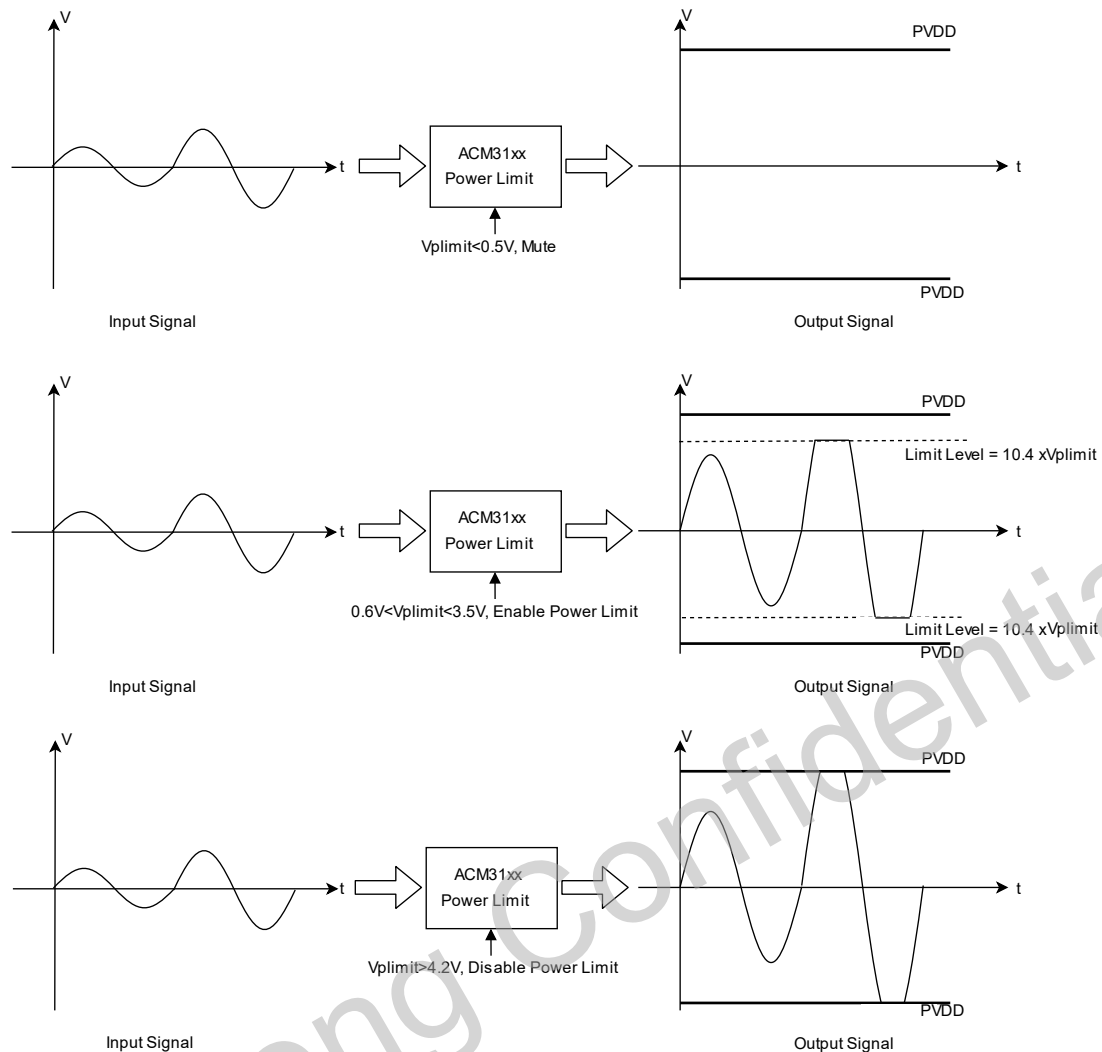 V
t
Input Signal
ACM31xx
Power Limit
Vplimit<0.5V, Mute
V
PVDD
t
PVDD
Output Signal
V
t
Input Signal
ACM31xx
Power Limit
0.6V<Vplimit<3.5V, Enable Power Limit
V
PVDD
Limit Level = 10.4 xVplimit
t
Limit Level = 10.4 xVplimit
PVDD
Output Signal
V
t
Input Signal
ACM31xx
Power Limit
Vplimit>4.2V, Disable Power Limit
V
PVDD
t
PVDD
Output Signal